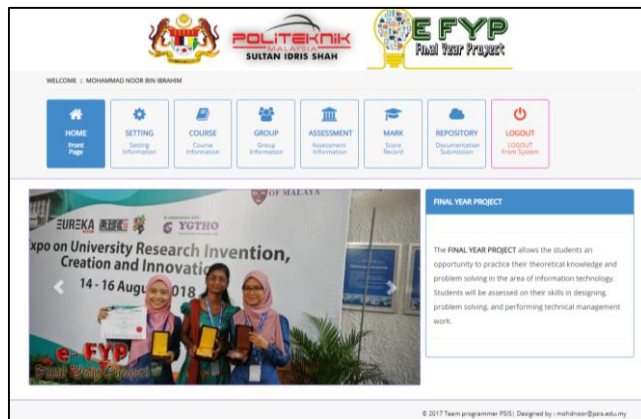 POLITEKNIK
MALAYSIA
SULTAN IDRIS SHAH
e FYP
Final Year Project
WELCOME : MOHAMMAD NOOR BIN IBRAHIM
HOME
Front
Page
SETTING
Setting
Information
COURSE
Course
Information
GROUP
Group
Information
ASSESSMENT
Assessment
Information
MARK
Score
Record
REPOSITORY
Documentation
Submission
LOGOUT
LOGOUT
From System
OF MALAYA
EUREKA
YGTHO
xpo on University Research Invention,
Creation and Innovatio
14 - 16 Augu 018
e- FYP
Final Year Project
FINAL YEAR PROJECT
The FINAL YEAR PROJECT allows the students an
opportunity to practice their theoretical knowledge and
problem solving in the area of information technology.
Students will be assessed on their skills in designing,
problem solving, and performing technical management
work.
© 2017 Team programmer PSIS| Designed by : mohdnoor@psis.edu.my